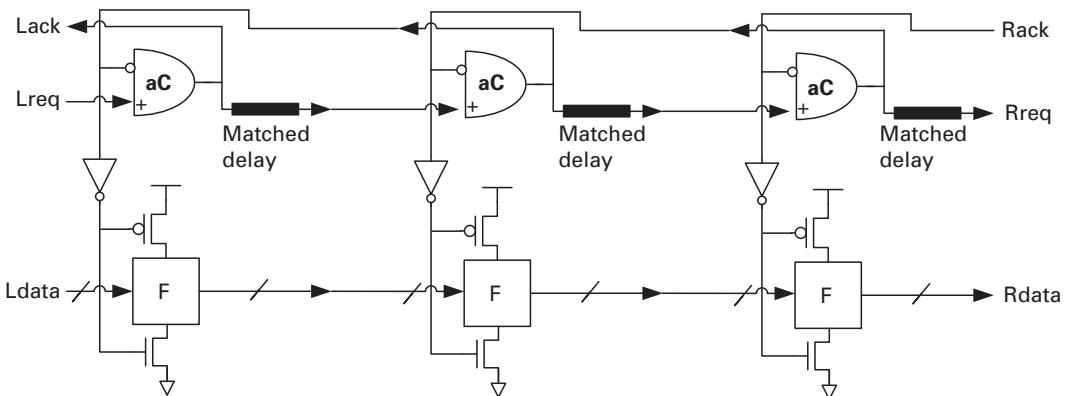 Lack
Rack
aC
aC
aC
Lreq
+
+
+
Rreq
Matched
delay
Matched
delay
Matched
delay
Ldata
F
F
F
Rdata